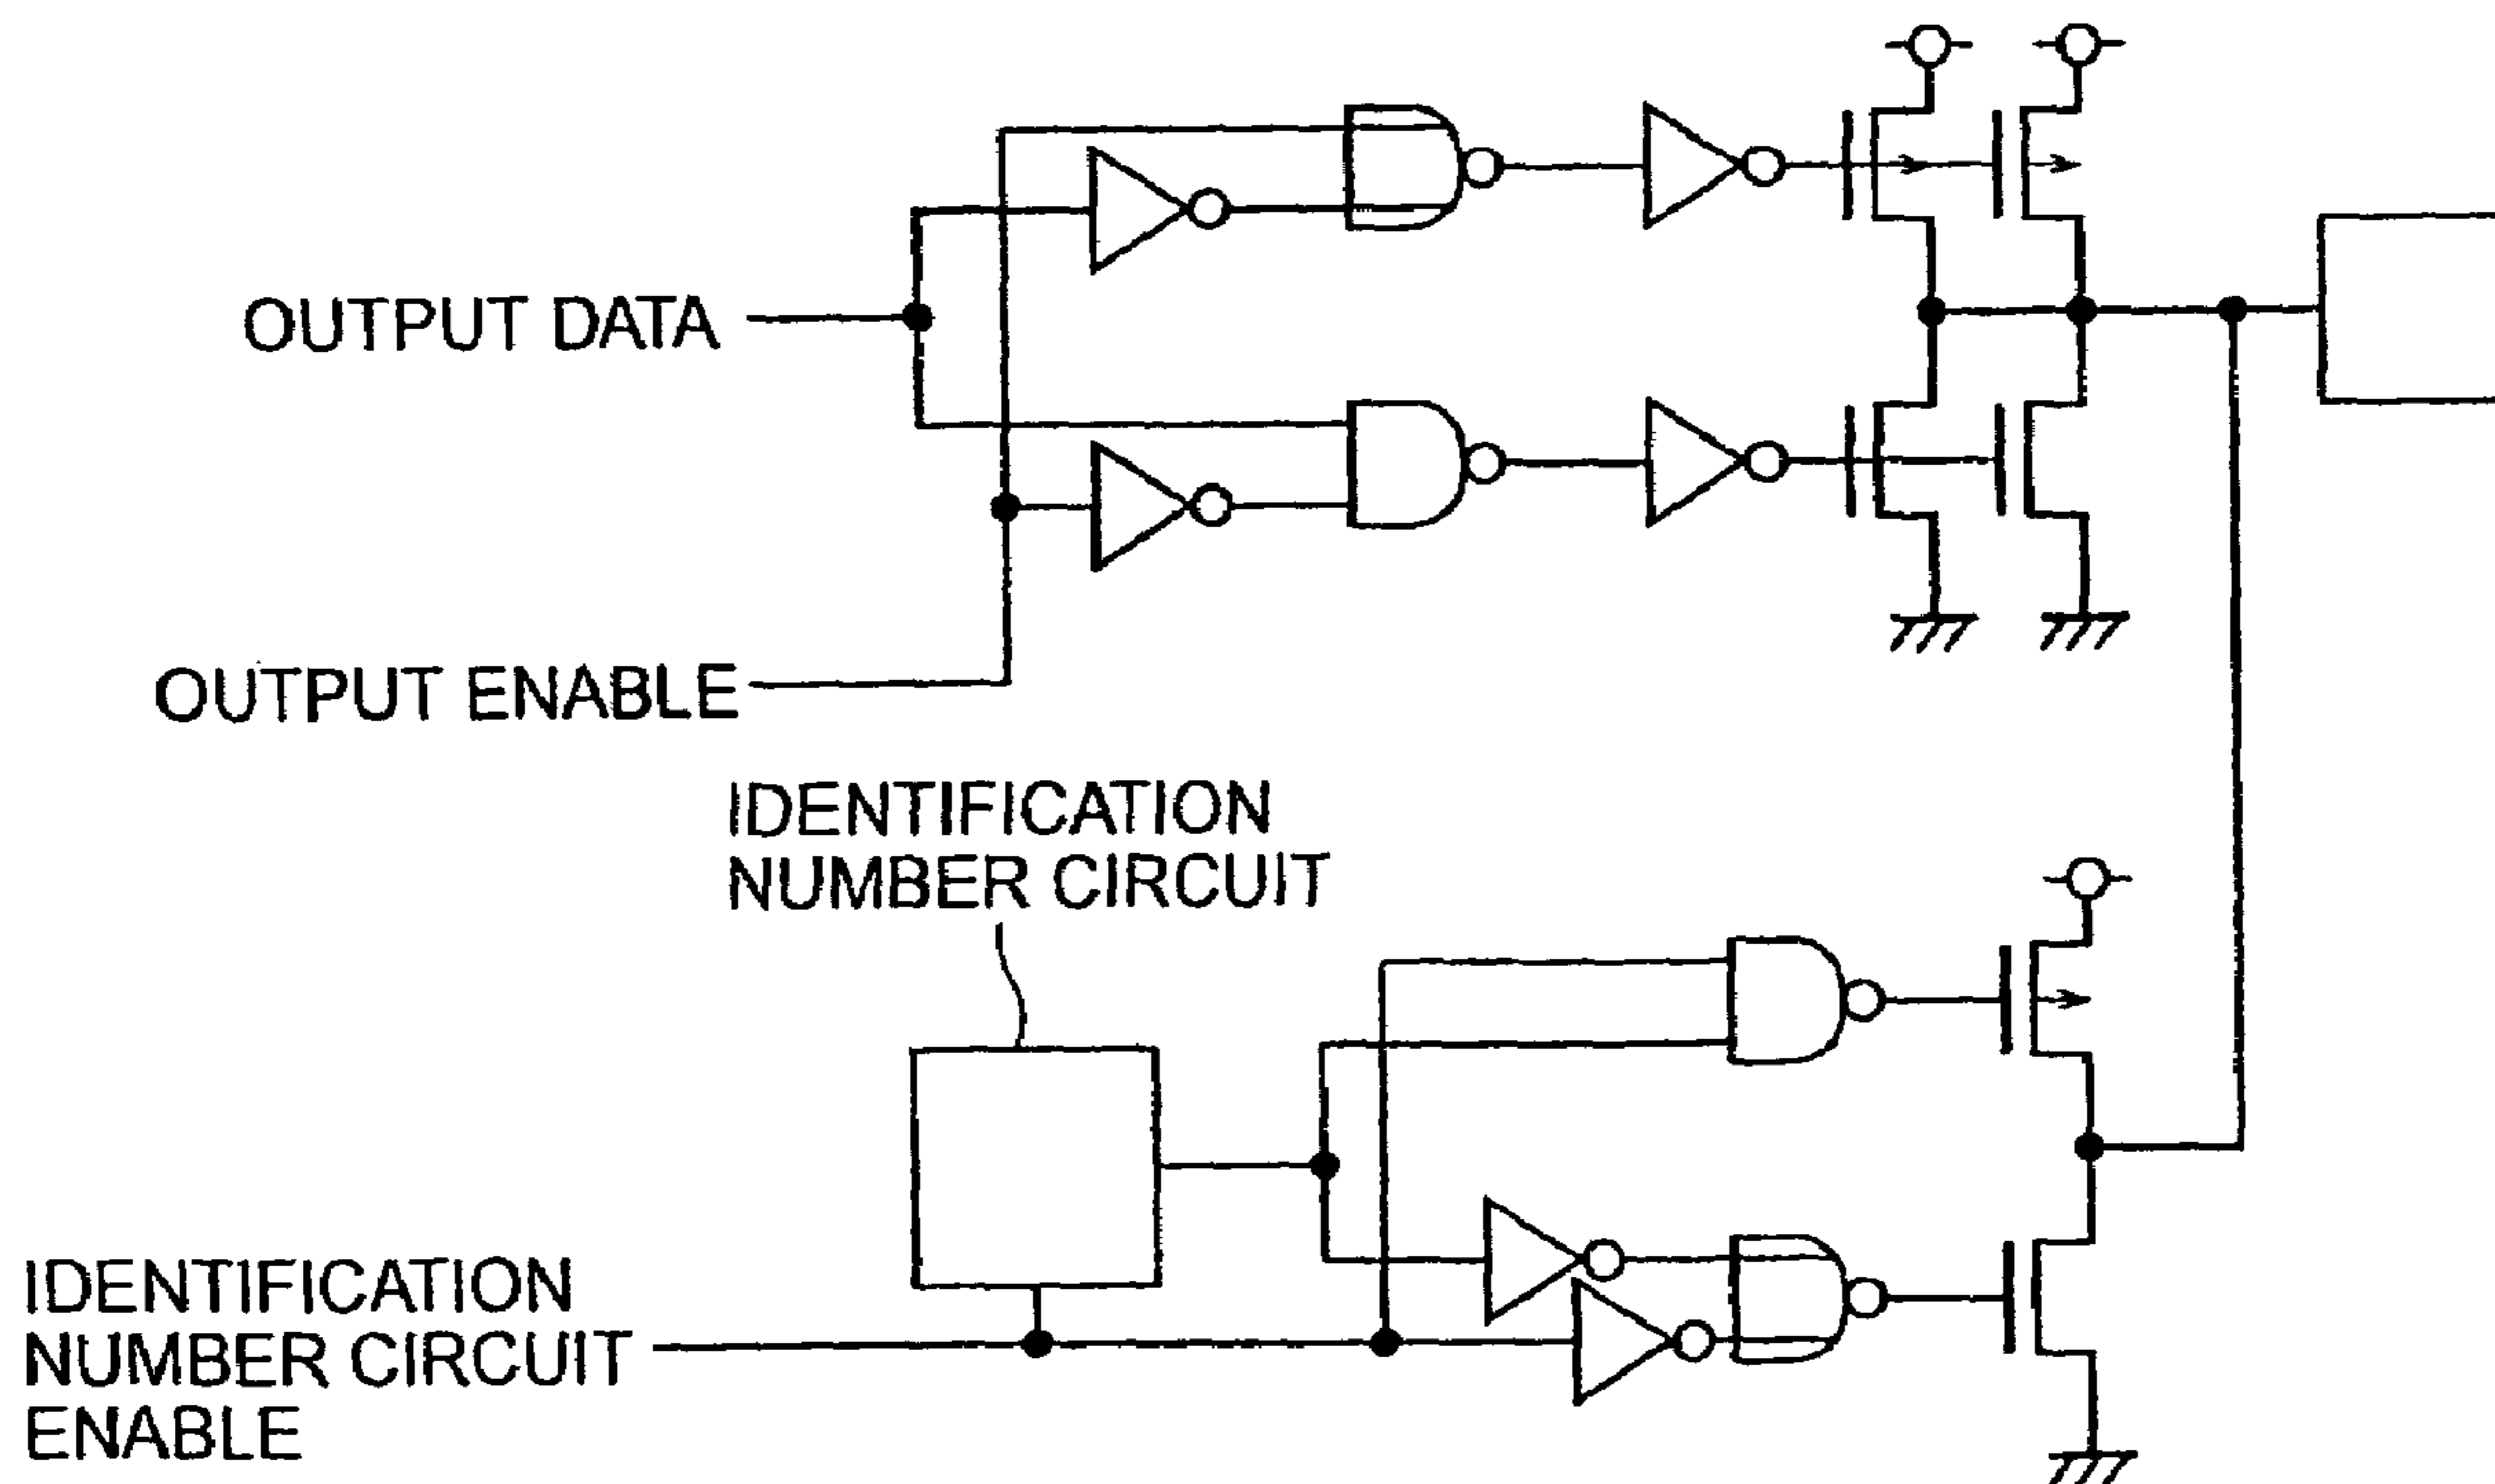 OUTPUT DATA
OUTPUT ENABLE
IDENTIFICATION
NUMBER CIRCUIT
IDENTIFICATION
NUMBER CIRCUIT
ENABLE